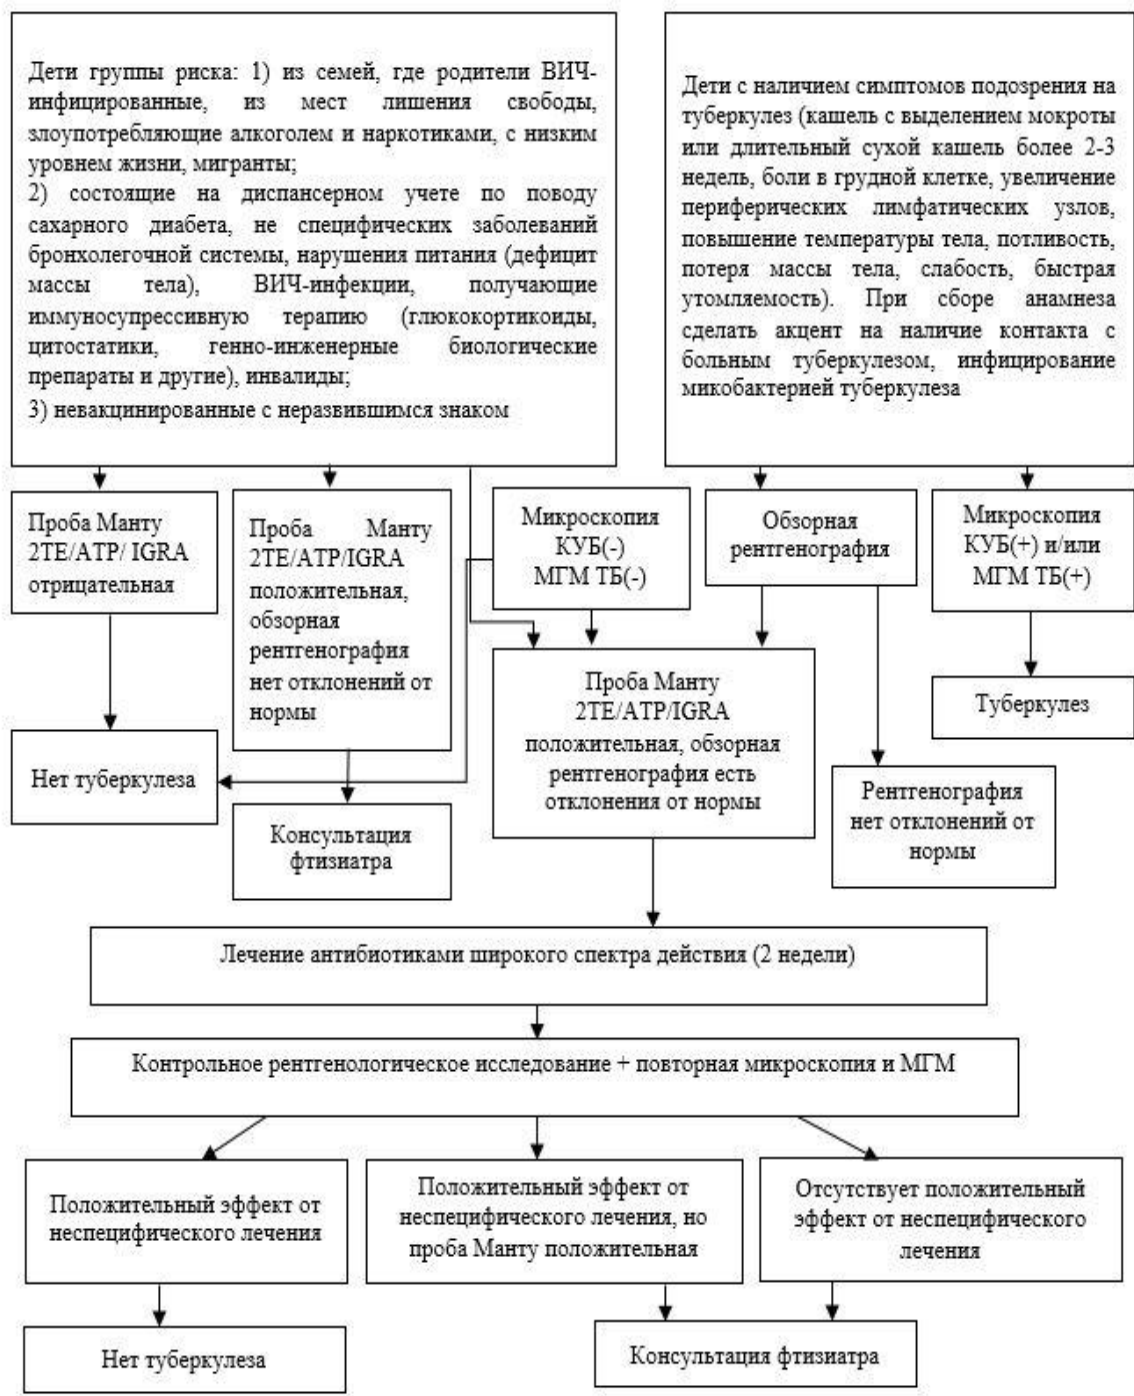 Дети группы риска: 1) из семей, где родители ВИЧ-
инфицированные, из мест лишения свободы,
злоупотребляющие алкоголем и наркотиками, с низким
уровнем жизни, мигранты;
2) состоящие на диспансерном учете по поводу
сахарного диабета, не специфических заболеваний
бронхолегочной системы, нарушения питания (дефицит
массы тела), ВИЧ-инфекции, получающие
иммуносупрессивную терапию (глюкокортикоиды,
цитостатики, генно-инженерные биологические
препараты и другие), инвалиды;
3) невакцинированные с неразвившимся знаком
Дети с наличием симптомов подозрения на
туберкулез (кашель с выделением мокроты
или длительный сухой кашель более 2-3
недель, боли в грудной клетке, увеличение
периферических лимфатических узлов,
повышение температуры тела, потливость,
потеря массы тела, слабость, быстрая
утомляемость). При сборе анамнеза
сделать акцент на наличие контакта с
больным туберкулезом, инфицирование
микобактерией туберкулеза
Проба Манту
2ТЕ/АТР/ IGRA
отрицательная
Проба Манту
2ТЕ/АТР/IGRA
положительная,
обзорная
рентгенография
нет отклонений от
нормы
Микроскопия
КУБ(-)
МГМ ТБ(-)
Обзорная
рентгенография
Микроскопия
КУБ(+) и/или
МГМ ТБ(+)
Проба Манту
2ТЕ/АТР/IGRA
положительная, обзорная
рентгенография есть
отклонения от нормы
Туберкулез
Нет туберкулеза
Рентгенография
нет отклонений от
нормы
Консультация
фтизиатра
Лечение антибиотиками широкого спектра действия (2 недели)
Контрольное рентгенологическое исследование + повторная микроскопия и МГМ
Положительный эффект от
неспецифического лечения
Положительный эффект от
неспецифического лечения, но
проба Манту положительная
Отсутствует положительный
эффект от неспецифического
лечения
Нет туберкулеза
Консультация фтизиатра